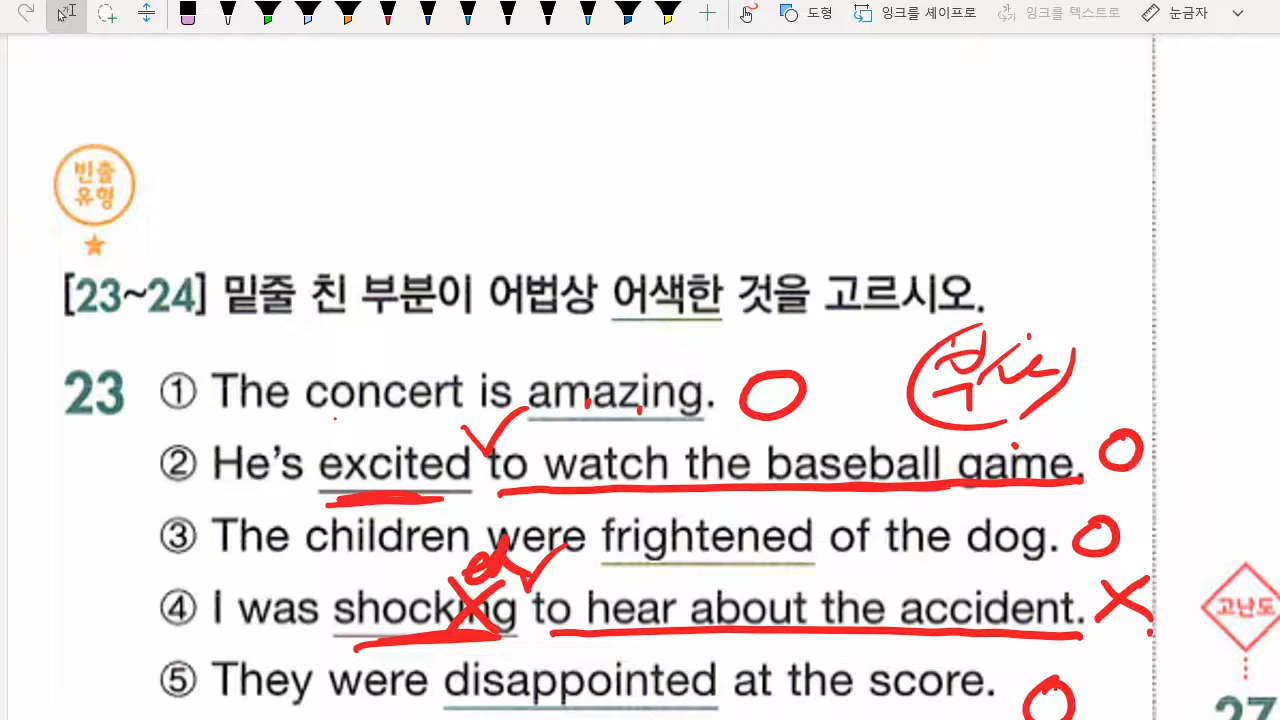 도형
잉크를 셰이프로
잉크를 텍스트로
눈금자
빈출
유형
[23~24] 밑줄 친 부분이 어법상 어색한 것을 고르시오.
23 ① The concert is amazing.
② He's excited to watch the baseball game.
③ The children were frightened of the dog.
ed
④ I was shocking to hear about the accident.
⑤ They were disappointed at the score.
고난도
27